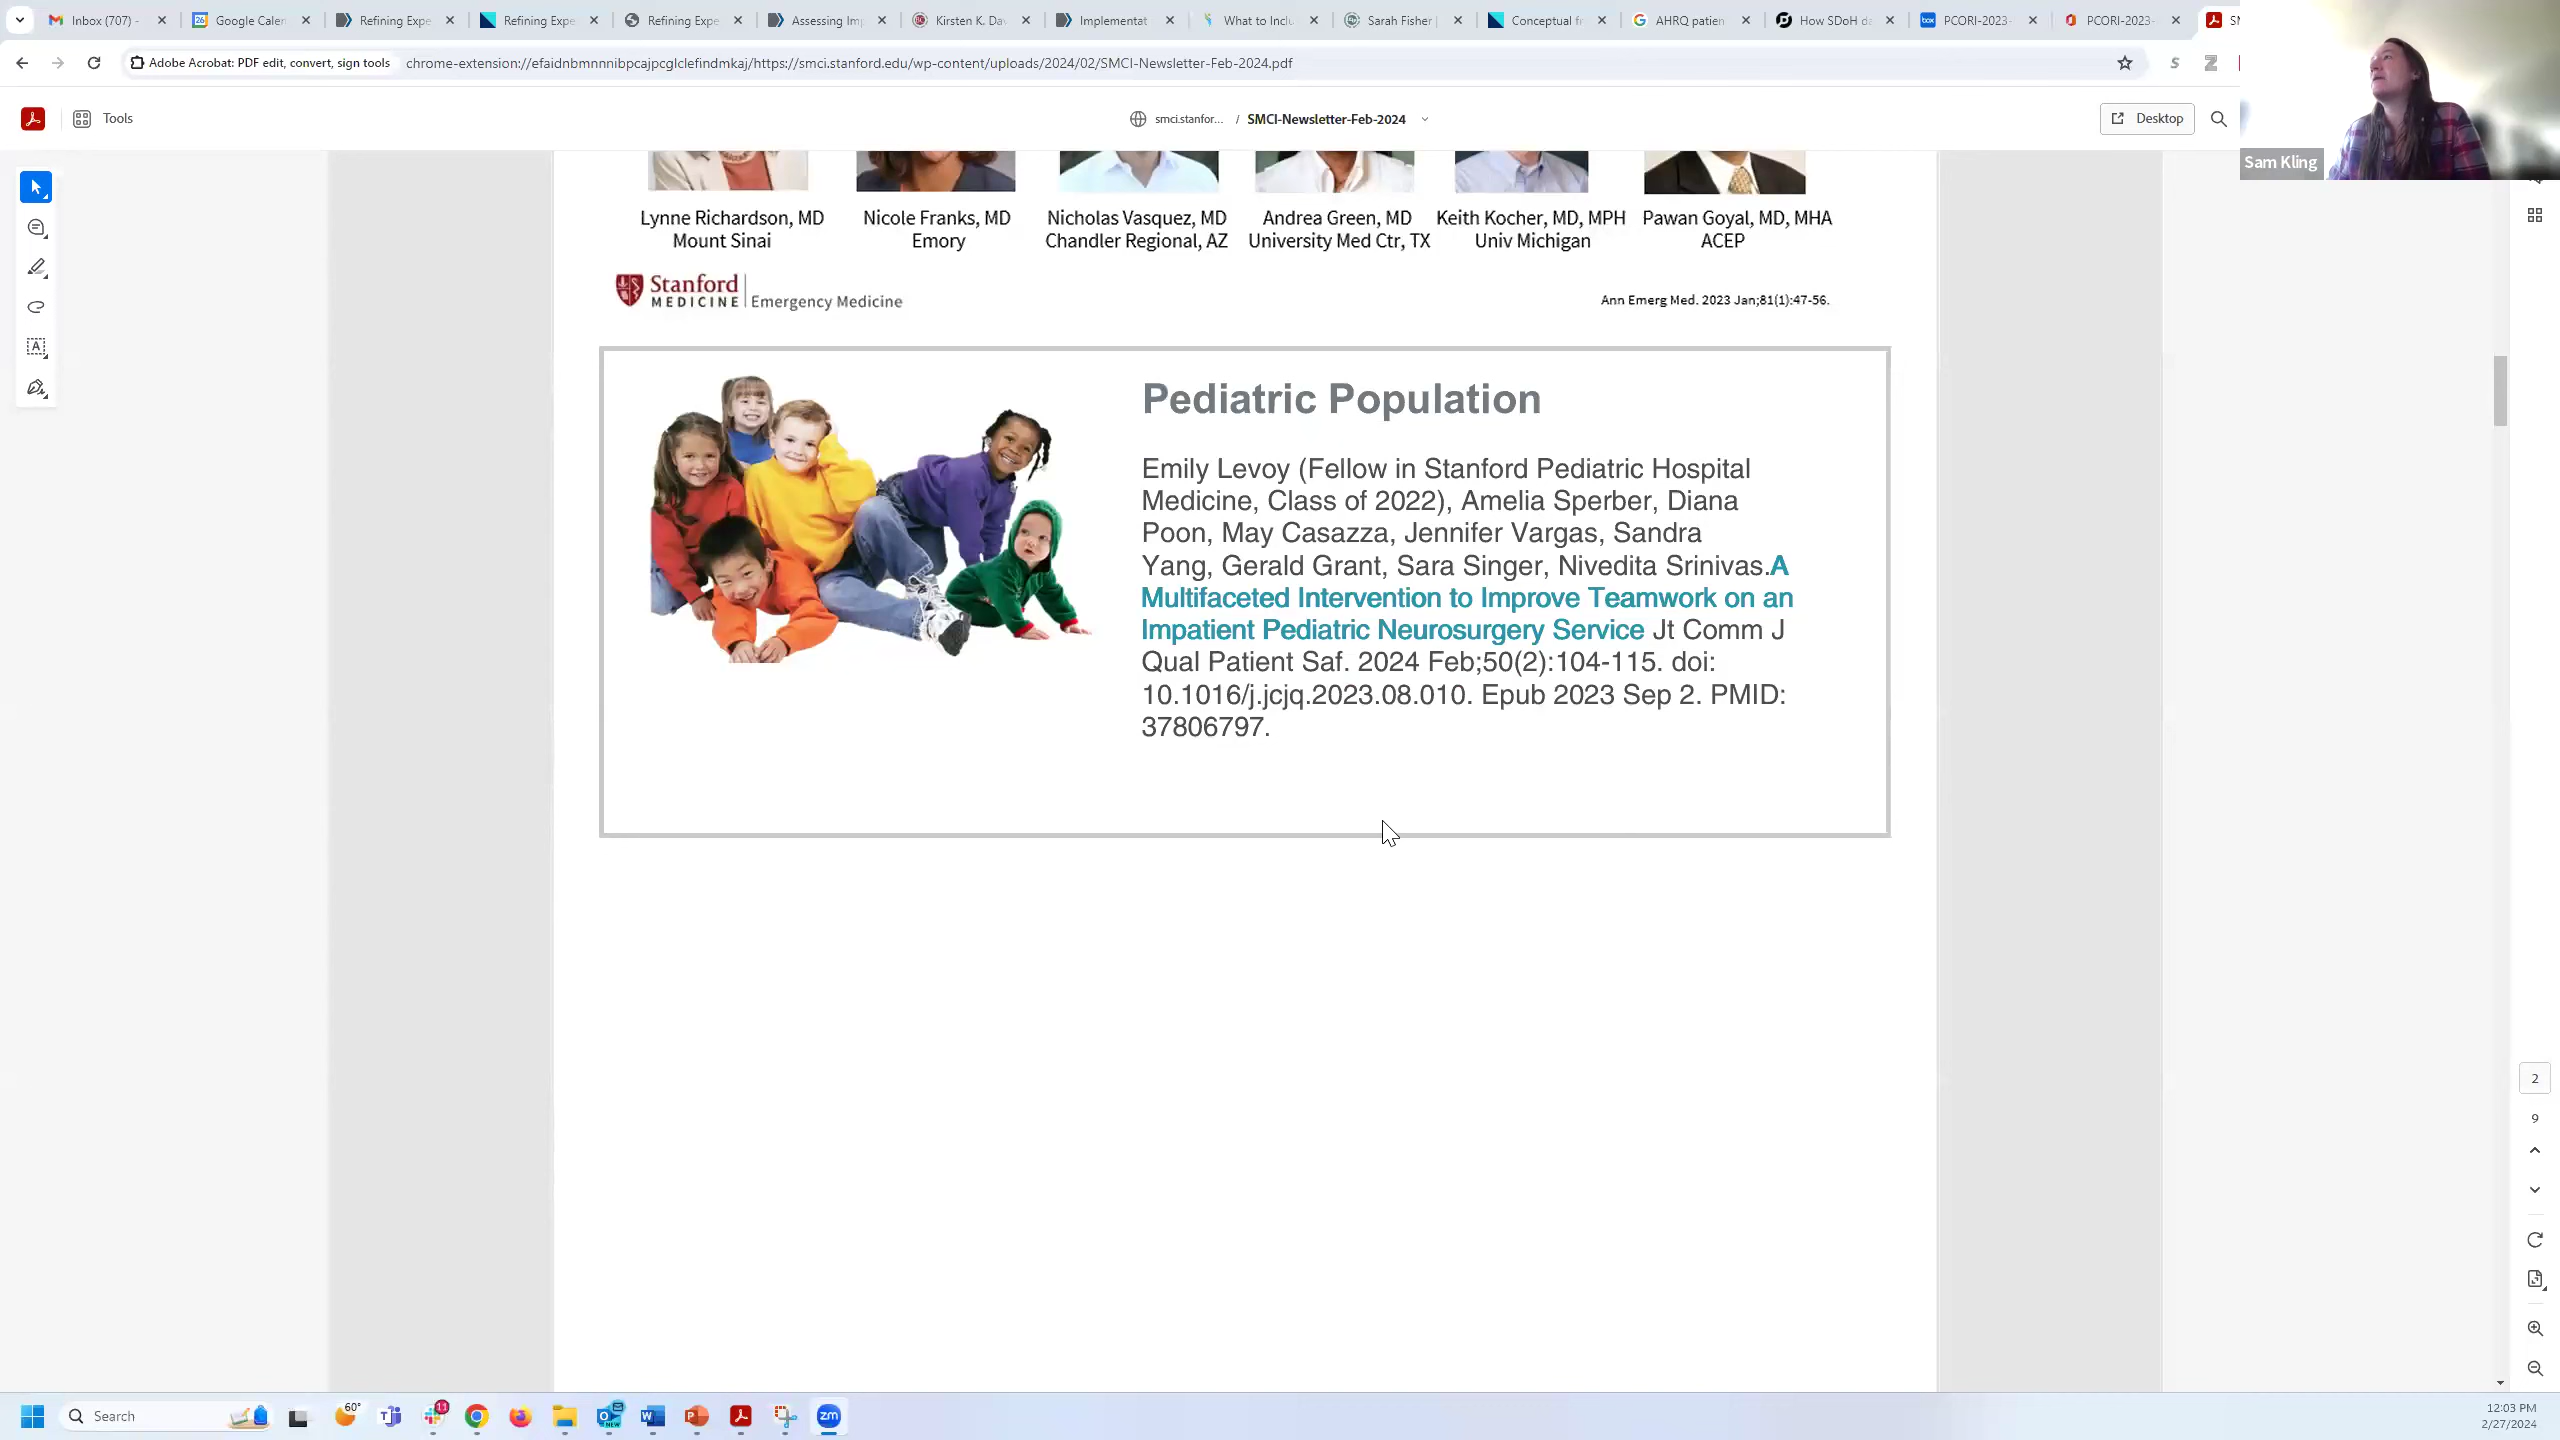 Inbox (707) -
Google Calen
Refining Expe
Refining Expe
Refining Expe
Assessing Imp
Kirsten K. Da
Implementat
What to Inclu
Sarah Fisher |
Conceptual fr
AHRQ patien
How SDoH da
PCORI-2023-
PCORI-2023-
SM
Adobe Acrobat: PDF edit, convert, sign tools
chrome-extension://efaidnbmnnnibpcajpcglclefindmkaj/https://smci.stanford.edu/wp-content/uploads/2024/02/SMCI-Newsletter-Feb-2024.pdf
Tools
smci.stanfor... / SMCI-Newsletter-Feb-2024
Desktop
Sam Kling
Lynne Richardson, MD
Mount Sinai
Nicole Franks, MD
Emory
Nicholas Vasquez, MD
Chandler Regional, AZ
Andrea Green, MD
University Med Ctr, TX
Keith Kocher, MD, MPH
Univ Michigan
Pawan Goyal, MD, MHA
ACEP
Stanford
MEDICINE Emergency Medicine
Ann Emerg Med. 2023 Jan;81(1):47-56.
Pediatric Population
Emily Levoy (Fellow in Stanford Pediatric Hospital
Medicine, Class of 2022), Amelia Sperber, Diana
Poon, May Casazza, Jennifer Vargas, Sandra
Yang, Gerald Grant, Sara Singer, Nivedita Srinivas.A
Multifaceted Intervention to Improve Teamwork on an
Impatient Pediatric Neurosurgery Service Jt Comm J
Qual Patient Saf. 2024 Feb;50(2):104-115. doi:
10.1016/j.jcjq.2023.08.010. Epub 2023 Sep 2. PMID:
37806797.
2
9
Search
60°
11
zm
12:03 PM
2/27/2024